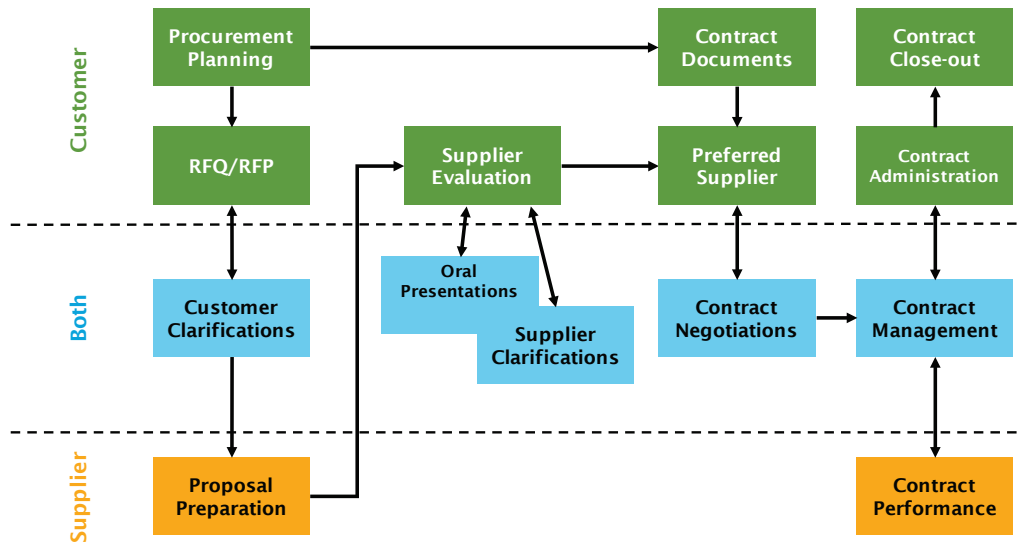 Customer
Procurement
Planning
Contract
Documents
Contract
Close-out
RFQ/RFP
Supplier
Evaluation
Preferred
Supplier
Contract
Administration
Both
Customer
Clarifications
Oral
Presentations
Supplier
Clarifications
Contract
Negotiations
Contract
Management
Supplier
Proposal
Preparation
Contract
Performance